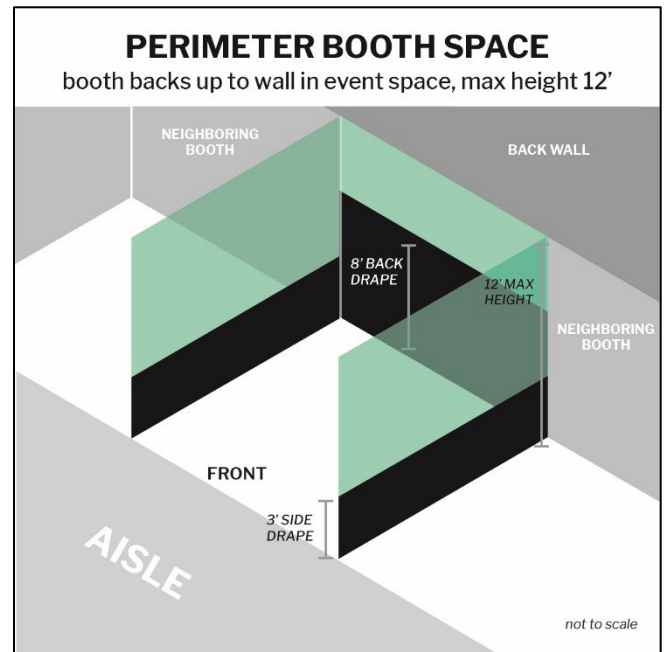 PERIMETER BOOTH SPACE
booth backs up to wall in event space, max height 12’
NEIGHBORING
BOOTH
BACK WALL
8’ BACK
DRAPE
12’ MAX
HEIGHT
NEIGHBORING
BOOTH
FRONT
3’ SIDE
DRAPE
AISLE
not to scale